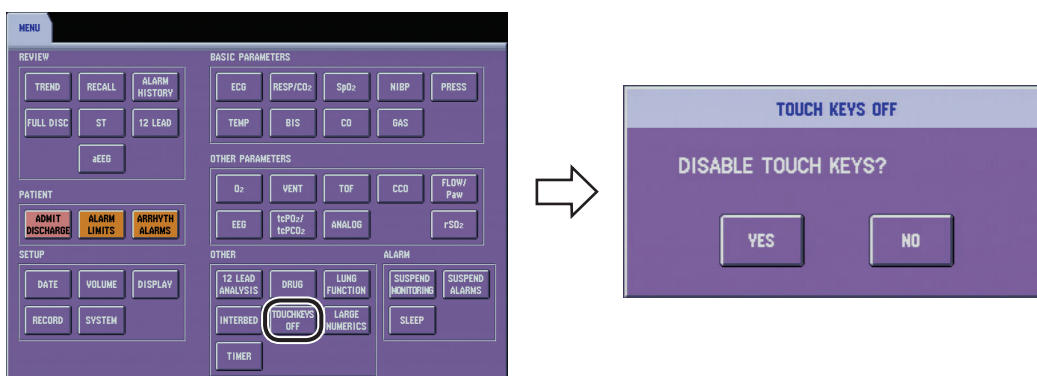 MENU
REVIEW
TREND
RECALL
ALARM
HISTORY
FULL DISC
ST
12 LEAD
aEEG
PATIENT
ADMIT
DISCHARGE
ALARM
LIMITS
ARRHYTH
ALARMS
SETUP
DATE
VOLUME
DISPLAY
RECORD
SYSTEM
BASIC PARAMETERS
ECG
RESP/CO2
SpO2
NIBP
PRESS
TEMP
BIS
CO
GAS
OTHER PARAMETERS
O2
VENT
TOF
CCO
FLOW/
Paw
EEG
tcPO2/
tcPCO2
ANALOG
rSO2
OTHER
12 LEAD
ANALYSIS
DRUG
LUNG
FUNCTION
INTERBED
TOUCHKEYS
OFF
LARGE
NUMERICS
TIMER
ALARM
SUSPEND
MONITORING
SUSPEND
ALARMS
SLEEP
TOUCH KEYS OFF
DISABLE TOUCH KEYS?
YES
NO